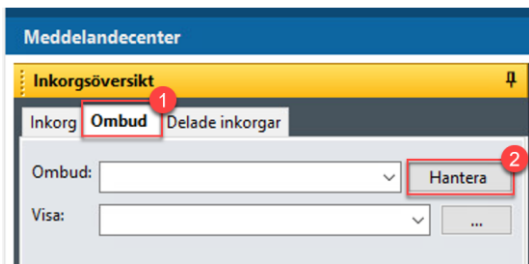 Meddelandecenter
Inkorgsöversikt
1
Inkorg Ombud Delade inkorgar
2
Ombud: Hantera
Visa: ...